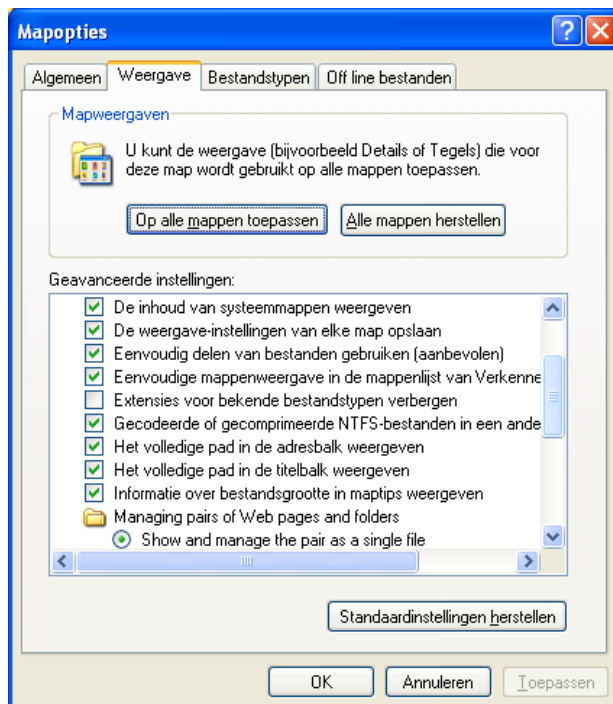 Mapopties
Algemeen Weergave Bestandstypen Off line bestanden
Mapweergaven
U kunt de weergave (bijvoorbeeld Details of Tegels) die voor
deze map wordt gebruikt op alle mappen toepassen.
Op alle mappen toepassen Alle mappen herstellen
Geavanceerde instellingen:
De inhoud van systeemmappen weergeven
De weergave-instellingen van elke map opslaan
Eenvoudig delen van bestanden gebruiken (aanbevolen)
Eenvoudige mappenweergave in de mappenlijst van Verkenne
Extensies voor bekende bestandstypen verbergen
Gecodeerde of gecomprimeerde NTFS-bestanden in een ande
Het volledige pad in de adresbalk weergeven
Het volledige pad in de titelbalk weergeven
Informatie over bestandsgrootte in maptips weergeven
Managing pairs of Web pages and folders
Show and manage the pair as a single file
Standaardinstellingen herstellen
OK Annuleren Toepassen